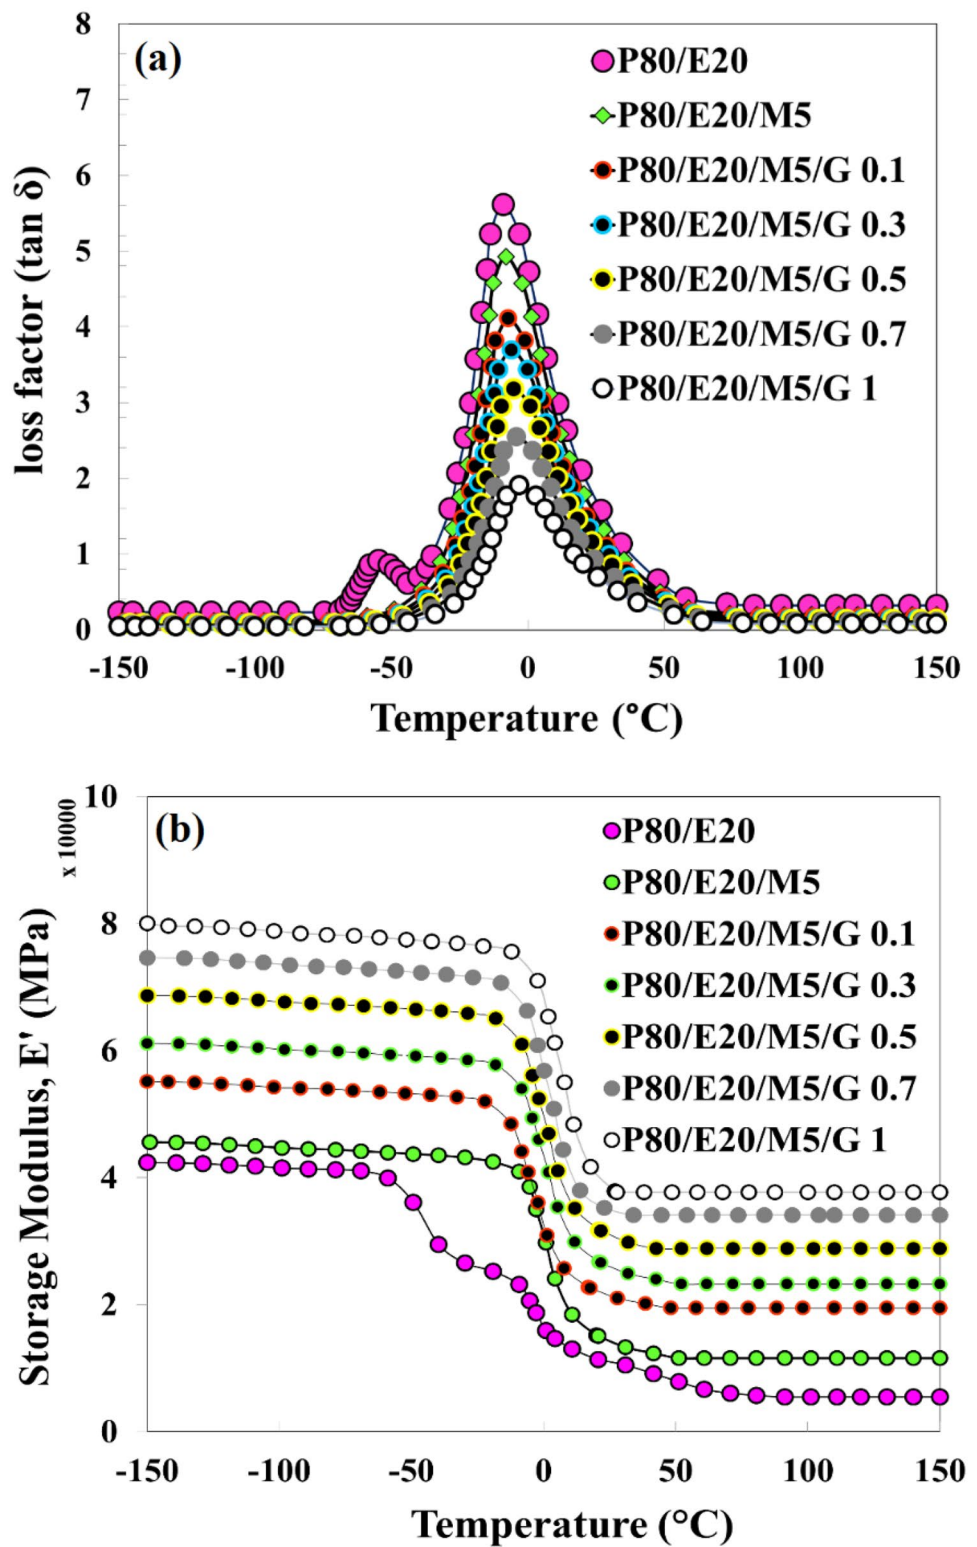 (a)
8
7
6
5
4
3
2
1
0
loss factor (tan δ)
P80/E20
P80/E20/M5
P80/E20/M5/G 0.1
P80/E20/M5/G 0.3
P80/E20/M5/G 0.5
P80/E20/M5/G 0.7
P80/E20/M5/G 1
-150 -100 -50 0 50 100 150
Temperature (°C)
(b)
x 10000
10
8
6
4
2
0
Storage Modulus, E' (MPa)
P80/E20
P80/E20/M5
P80/E20/M5/G 0.1
P80/E20/M5/G 0.3
P80/E20/M5/G 0.5
P80/E20/M5/G 0.7
P80/E20/M5/G 1
-150 -100 -50 0 50 100 150
Temperature (°C)